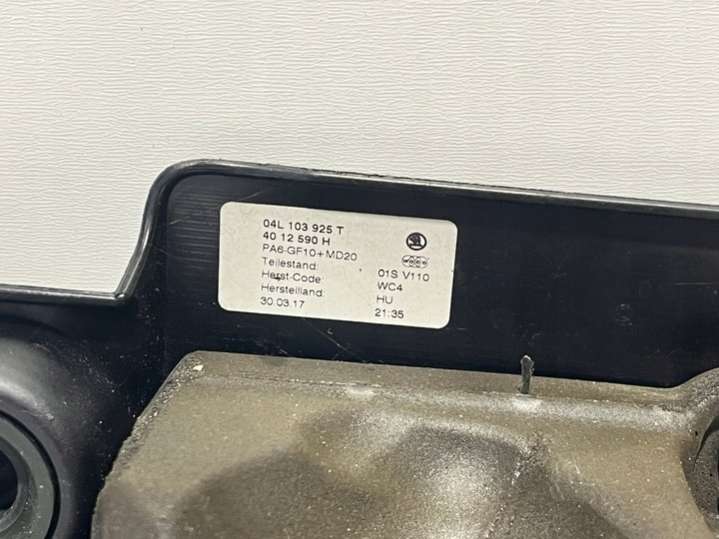 04L 103 925 T
40 12 590 H
PA6-GF10+MD20
Teilestand: 01S V110
Herst-Code: WC4
Herstelland: HU
30.03.17 21:35